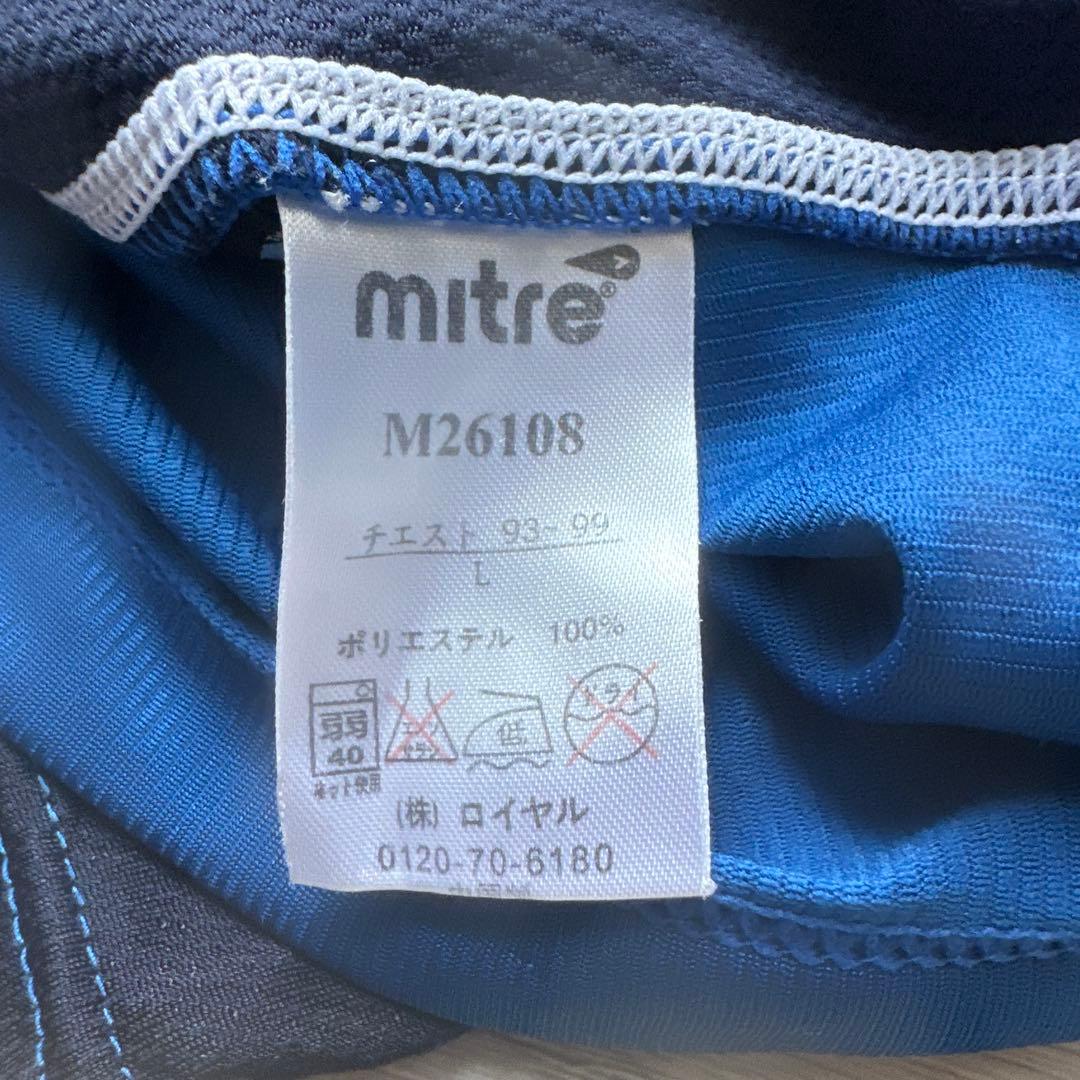 mitre®
M26108
チエスト 93~99
L
ポリエステル 100%
弱 低
40
ネット使用
(株) ロイヤル
0120-70-6180